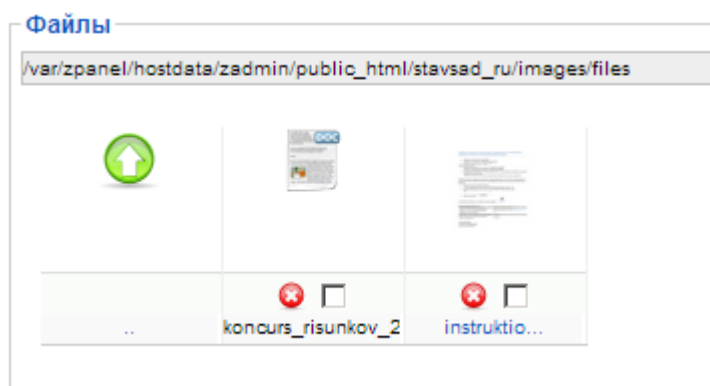 Файлы
/var/zpanel/hostdata/zadmin/public_html/stavsad_ru/images/files
DOC
..
koncurs_risunkov_2
instruktio...